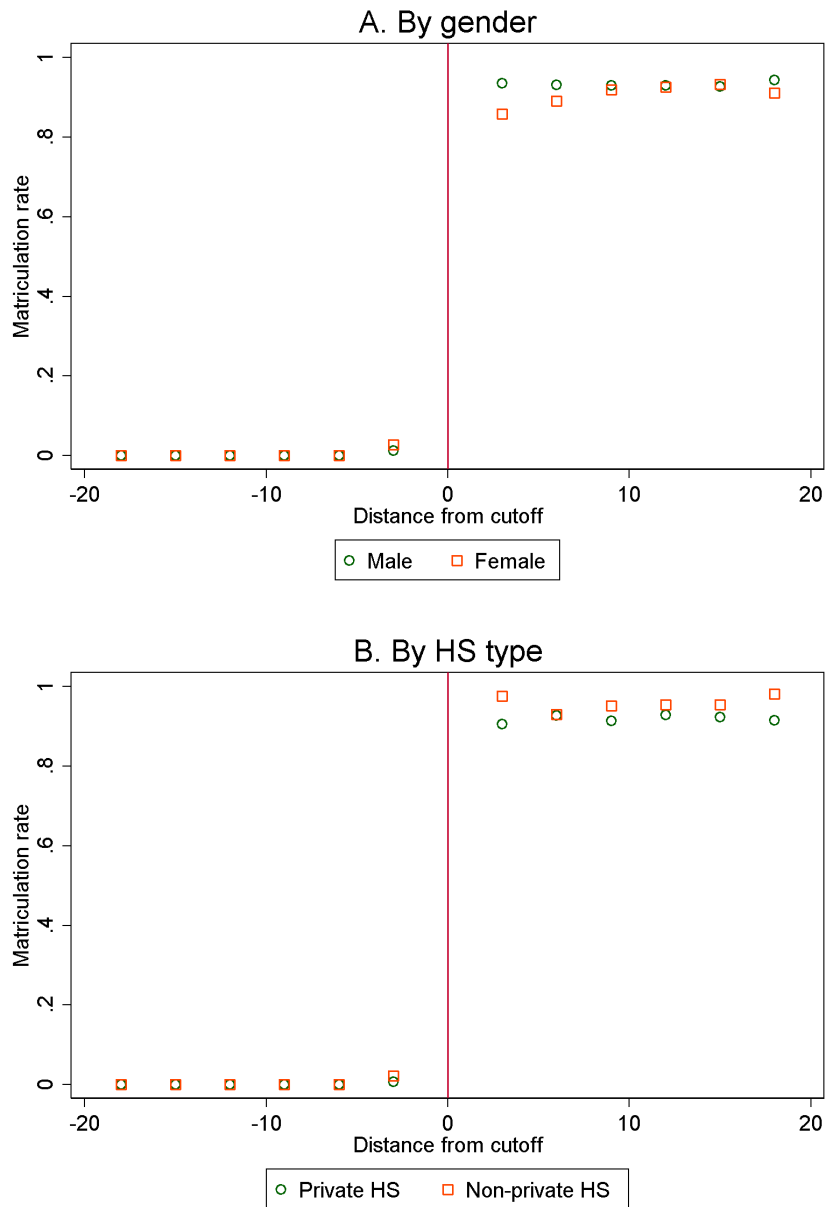 A. By gender
1
.8
.6
.4
.2
0
Matriculation rate
-20 -10 0 10 20
Distance from cutoff
Male Female
B. By HS type
1
.8
.6
.4
.2
0
Matriculation rate
-20 -10 0 10 20
Distance from cutoff
Private HS Non-private HS